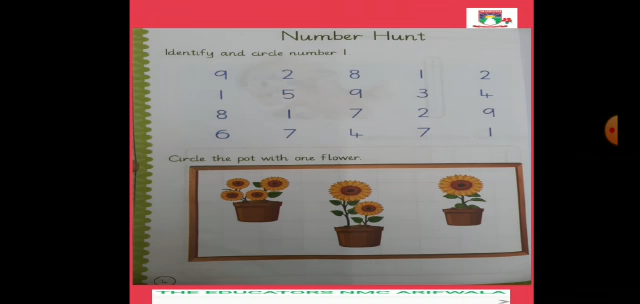 Number Hunt
Identify and circle number 1.
9 2 8 1 2
1 5 9 3 4
8 1 7 2 9
6 7 4 7 1
Circle the pot with one flower.
THE EDUCATORS NMC ARIFWALA